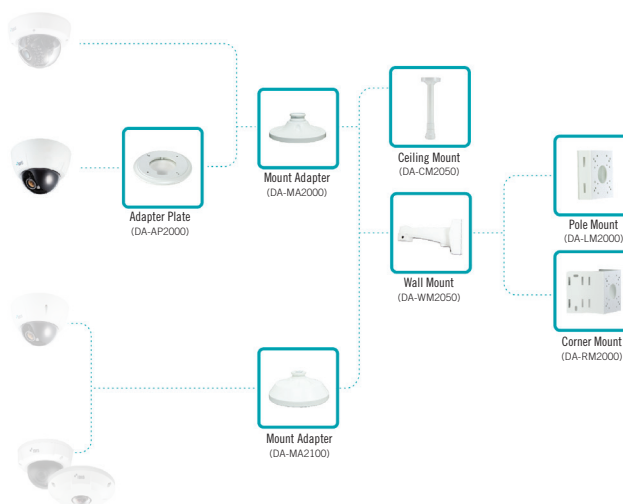 Ceiling Mount
(DA-CM2050)
Mount Adapter
(DA-MA2000)
Adapter Plate
(DA-AP2000)
Pole Mount
(DA-LM2000)
Wall Mount
(DA-WM2050)
Corner Mount
(DA-RM2000)
Mount Adapter
(DA-MA2100)